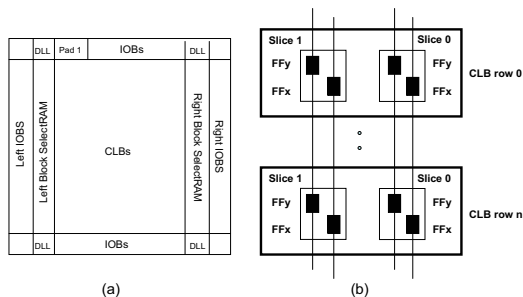 DLL Pad 1 IOBs DLL
Left IOBS
Left Block SelectRAM
CLBs
Right Block SelectRAM
Right IOBS
DLL IOBs DLL
(a)
Slice 1 Slice 0
FFy FFy
FFx FFx
CLB row 0
Slice 1 Slice 0
FFy FFy
FFx FFx
CLB row n
(b)